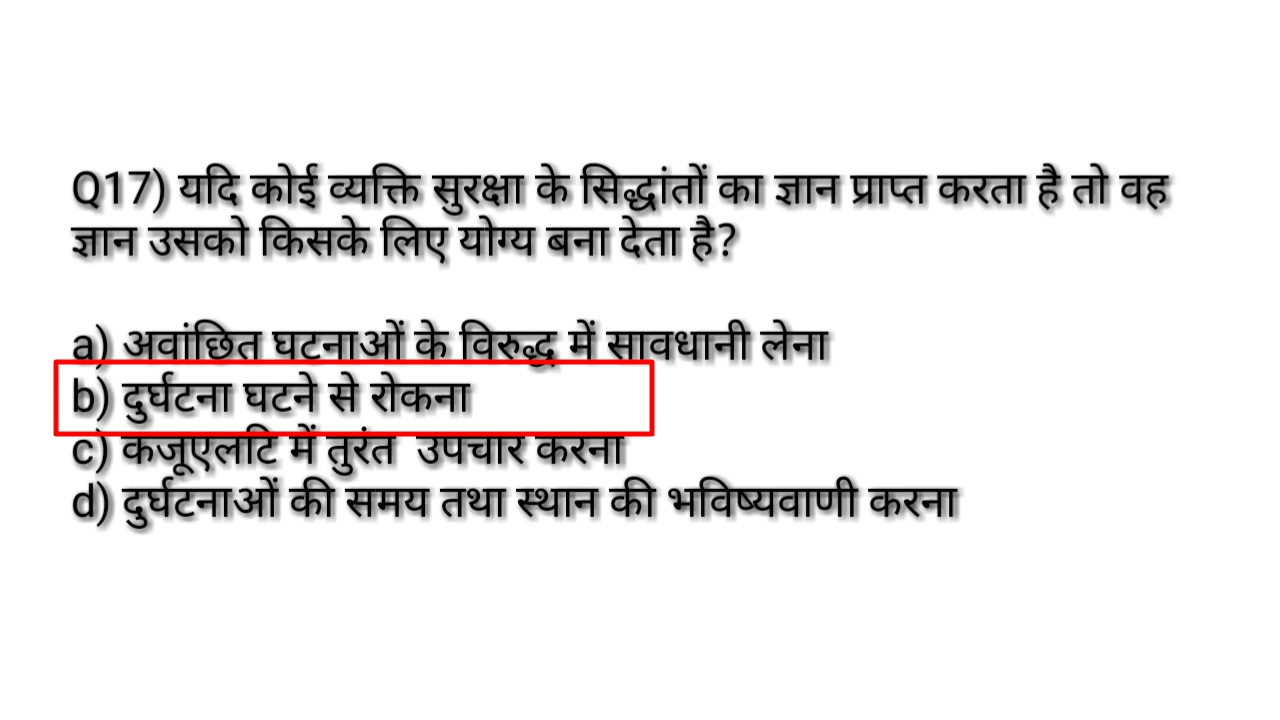 Q17) यदि कोई व्यक्ति सुरक्षा के सिद्धांतों का ज्ञान प्राप्त करता है तो वह
ज्ञान उसको किसके लिए योग्य बना देता है?
a) अवांछित घटनाओं के विरुद्ध में सावधानी लेना
b) दुर्घटना घटने से रोकना
c) कजूएलटि में तुरंत उपचार करना
d) दुर्घटनाओं की समय तथा स्थान की भविष्यवाणी करना